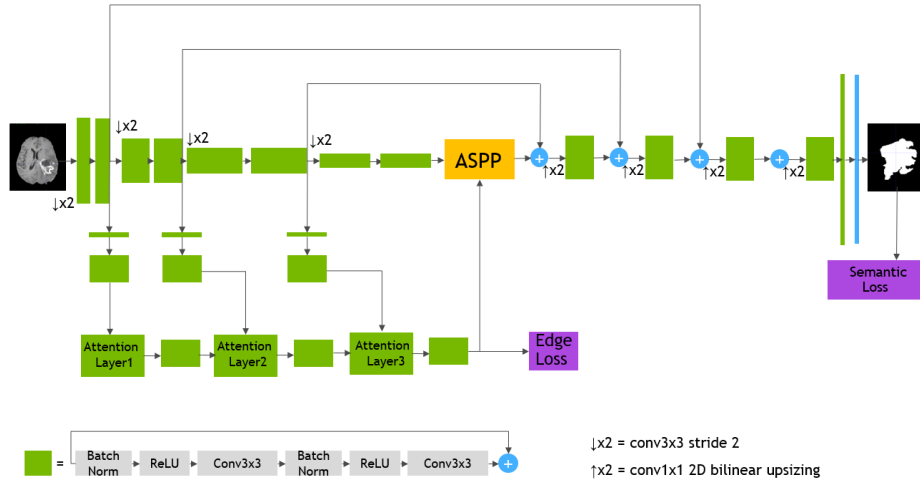 ↓x2
↓x2
↓x2
↓x2
ASPP
+
+
+
+
↑x2
↑x2
↑x2
↑x2
Semantic
Loss
Attention
Layer1
Attention
Layer2
Attention
Layer3
Edge
Loss
=
Batch
Norm
ReLU
Conv3x3
Batch
Norm
ReLU
Conv3x3
+
↓x2 = conv3x3 stride 2
↑x2 = conv1x1 2D bilinear upsizing